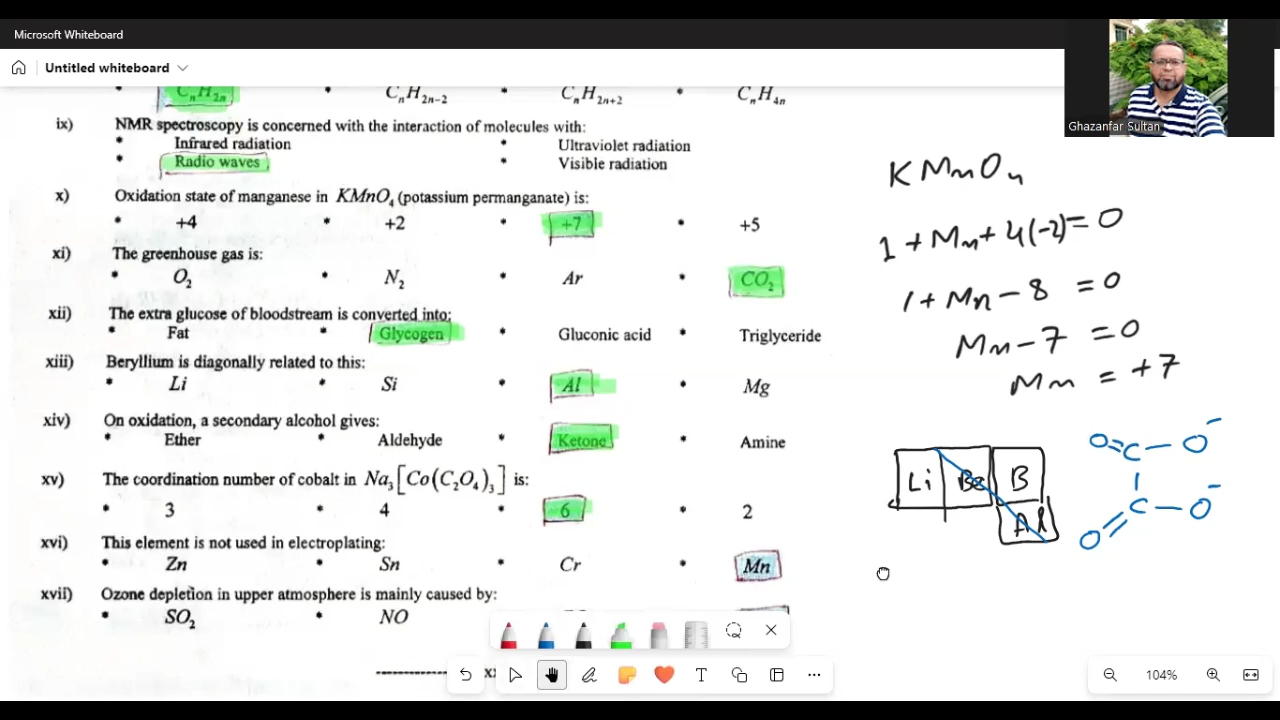 Microsoft Whiteboard
Untitled whiteboard
Ghazanfar Sultan
* CₙH₂ₙ * CₙH₂ₙ₋₂ * CₙH₂ₙ₊₂ * CₙH₄ₙ
ix) NMR spectroscopy is concerned with the interaction of molecules with:
* Infrared radiation * Ultraviolet radiation
* Radio waves * Visible radiation
x) Oxidation state of manganese in KMnO₄ (potassium permanganate) is:
* +4 * +2 * +7 * +5
xi) The greenhouse gas is:
* O₂ * N₂ * Ar * CO₂
xii) The extra glucose of bloodstream is converted into:
* Fat * Glycogen * Gluconic acid * Triglyceride
xiii) Beryllium is diagonally related to this:
* Li * Si * Al * Mg
xiv) On oxidation, a secondary alcohol gives:
* Ether * Aldehyde * Ketone * Amine
xv) The coordination number of cobalt in Na₃[Co(C₂O₄)₃] is:
* 3 * 4 * 6 * 2
xvi) This element is not used in electroplating:
* Zn * Sn * Cr * Mn
xvii) Ozone depletion in upper atmosphere is mainly caused by:
* SO₂ * NO
KMnO₄
1 + Mn + 4(-2) = 0
1 + Mn - 8 = 0
Mn - 7 = 0
Mn = +7
Li Be B
Al
O=C-O⁻
C-O⁻
O
104%